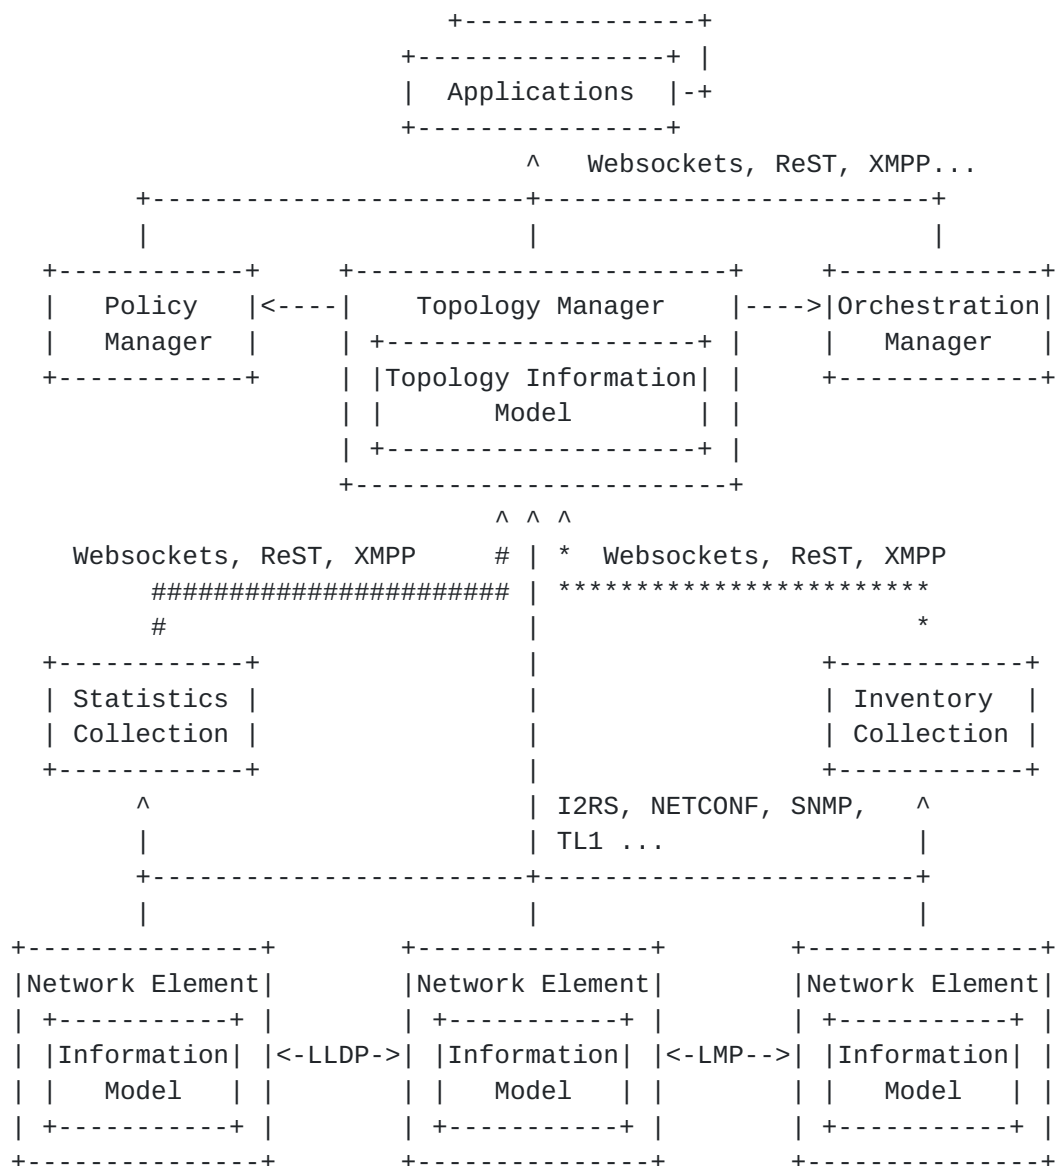 Applications
Websockets, ReST, XMPP...
Policy Topology Manager Orchestration
Manager Manager
Topology Information
Model
Websockets, ReST, XMPP Websockets, ReST, XMPP
Statistics Inventory
Collection Collection
I2RS, NETCONF, SNMP,
TL1 ...
Network Element Network Element Network Element
Information <-LLDP-> Information <-LMP--> Information
Model Model Model